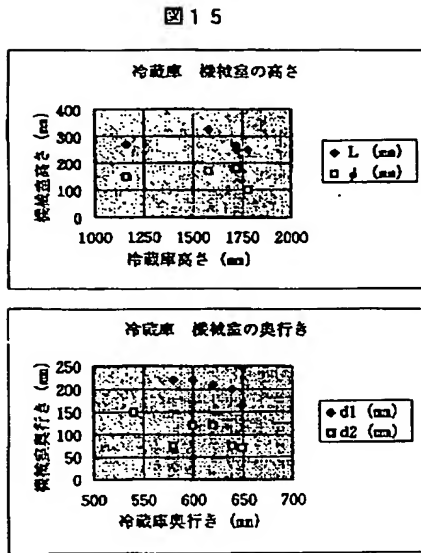 図15
冷蔵庫 機械室の高さ
機械室高さ (mm)
400
300
200
100
0
1000 1250 1500 1750 2000
冷蔵庫高さ (mm)
◆ L (mm)
□ φ (mm)
冷蔵庫 機械室の奥行き
機械室奥行き (mm)
250
200
150
100
50
0
500 550 600 650 700
冷蔵庫奥行き (mm)
◆ d1 (mm)
□ d2 (mm)